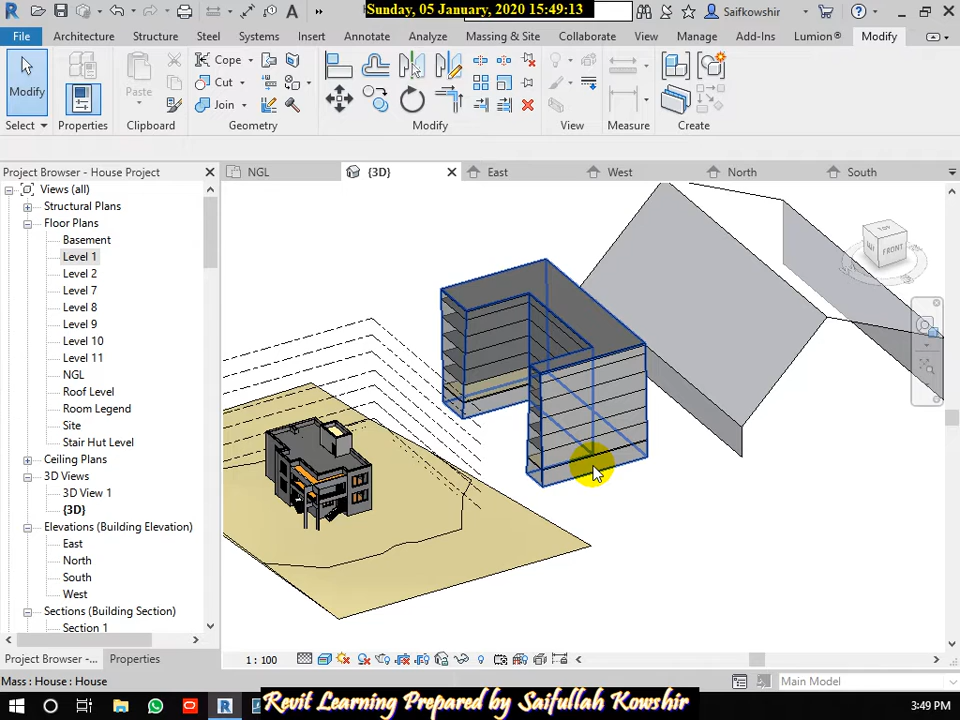 Sunday, 05 January, 2020 15:49:13
Saifkowshir
File
Architecture
Structure
Steel
Systems
Insert
Annotate
Analyze
Massing & Site
Collaborate
View
Manage
Add-Ins
Lumion®
Modify
Modify
Properties
Paste
Cope
Cut
Join
Select
Properties
Clipboard
Geometry
Modify
View
Measure
Create
Project Browser - House Project
NGL
{3D}
East
West
North
South
Views (all)
Structural Plans
Floor Plans
Basement
Level 1
Level 2
Level 7
Level 8
Level 9
Level 10
Level 11
NGL
Roof Level
Room Legend
Site
Stair Hut Level
Ceiling Plans
3D Views
3D View 1
{3D}
Elevations (Building Elevation)
East
North
South
West
Sections (Building Section)
Section 1
TOP
FRONT
Project Browser -...
Properties
1 : 100
Mass : House : House
Main Model
3:49 PM
Revit Learning Prepared by Saifullah Kowshir